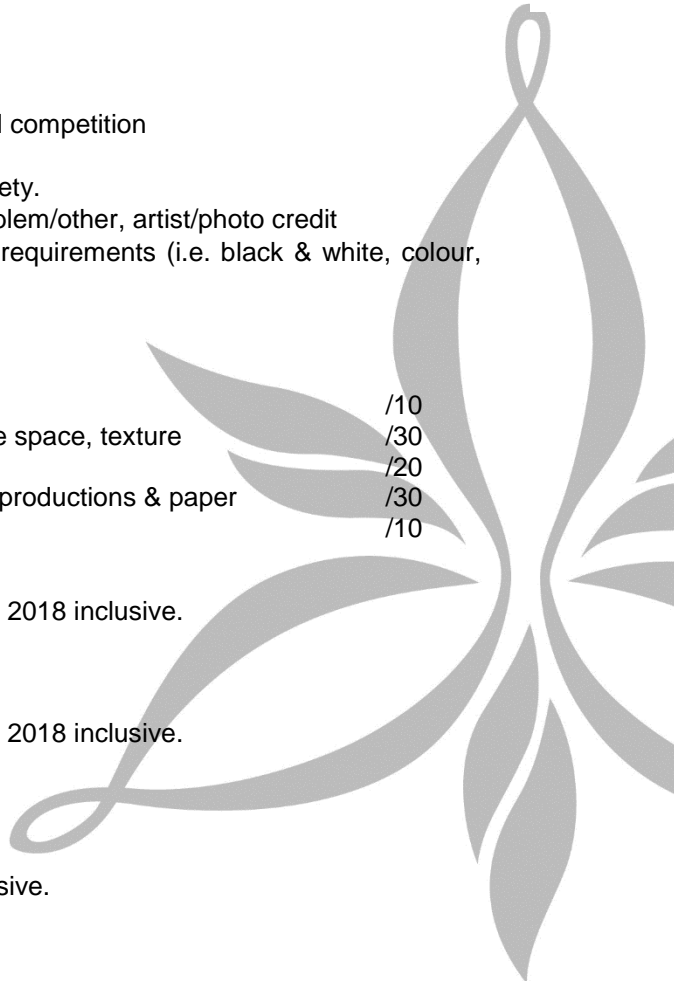 competition
ety.
olem/other, artist/photo credit
requirements (i.e. black & white, colour,
/10
e space, texture /30
/20
productions & paper /30
/10
2018 inclusive.
2018 inclusive.
sive.